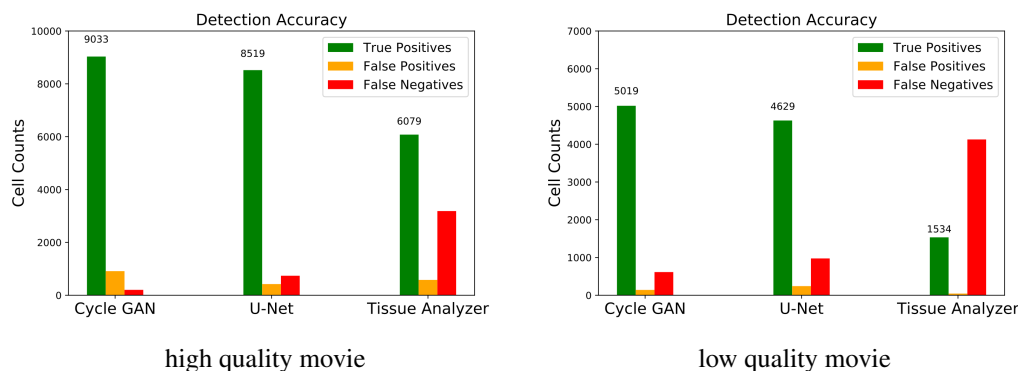 Detection Accuracy
10000
8000
6000
4000
2000
0
Cell Counts
9033
8519
6079
True Positives
False Positives
False Negatives
Cycle GAN
U-Net
Tissue Analyzer
high quality movie
Detection Accuracy
7000
6000
5000
4000
3000
2000
1000
0
Cell Counts
5019
4629
1534
True Positives
False Positives
False Negatives
Cycle GAN
U-Net
Tissue Analyzer
low quality movie